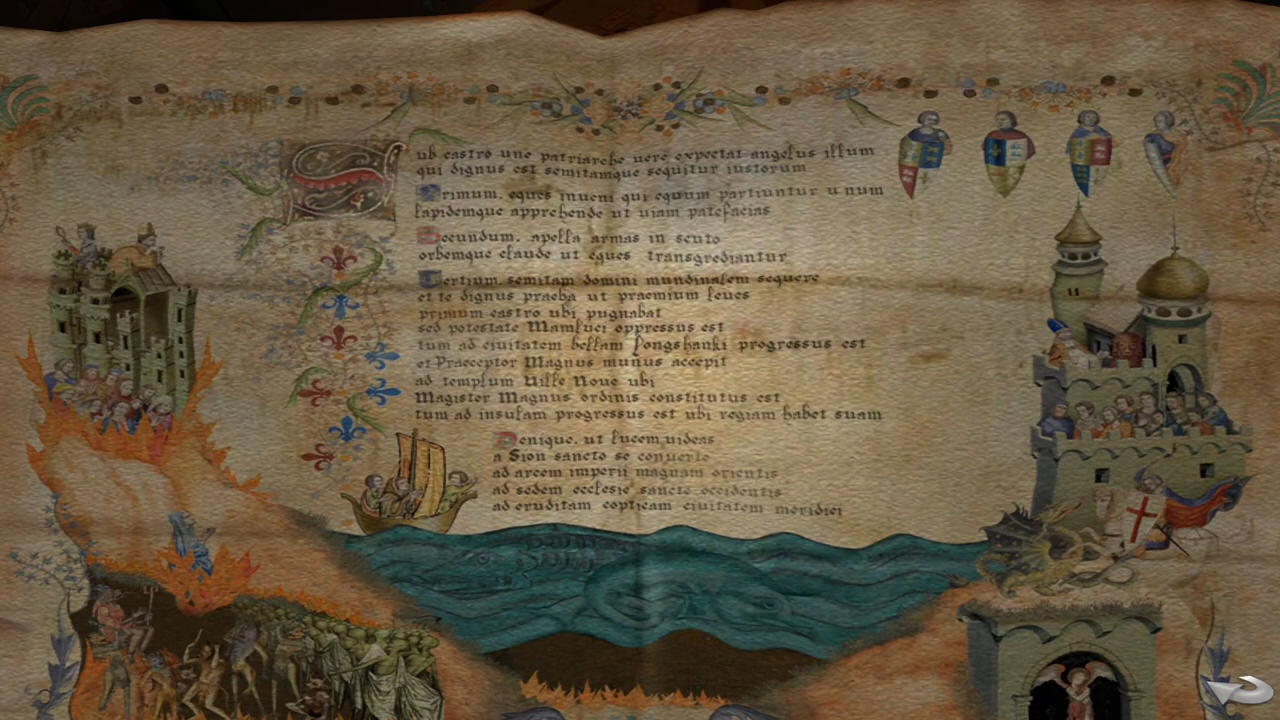 Sub castro une patriarche vere expectat angelus illum
qui dignus est semitamque sequitur iustorum
Primum, eques inueni qui equum partiuntur unum
lapidemque apprehende ut uiam patefacias
Secundum, apella armas in scuto
orbemque claude ut eques transgrediantur
Tertium, semitam domini mundinalem sequere
et te dignus praeba ut praemium leues
primum castro ubi pugnabat
sed potestate Mamluci oppressus est
tum ad ciuitatem bellam Longshanki progressus est
et Praeceptor Magnus munus accepit
ad templum Uille Noue ubi
Magister Magnus ordinis constitutus est
tum ad insulam progressus est ubi regiam habet suam
Denique, ut lucem uideas
a Sion sancto se conuerte
ad arcem imperii magnam orientis
ad sedem ecclesie sancte occidentis
ad eruditam copticam ciuitatem meridiei